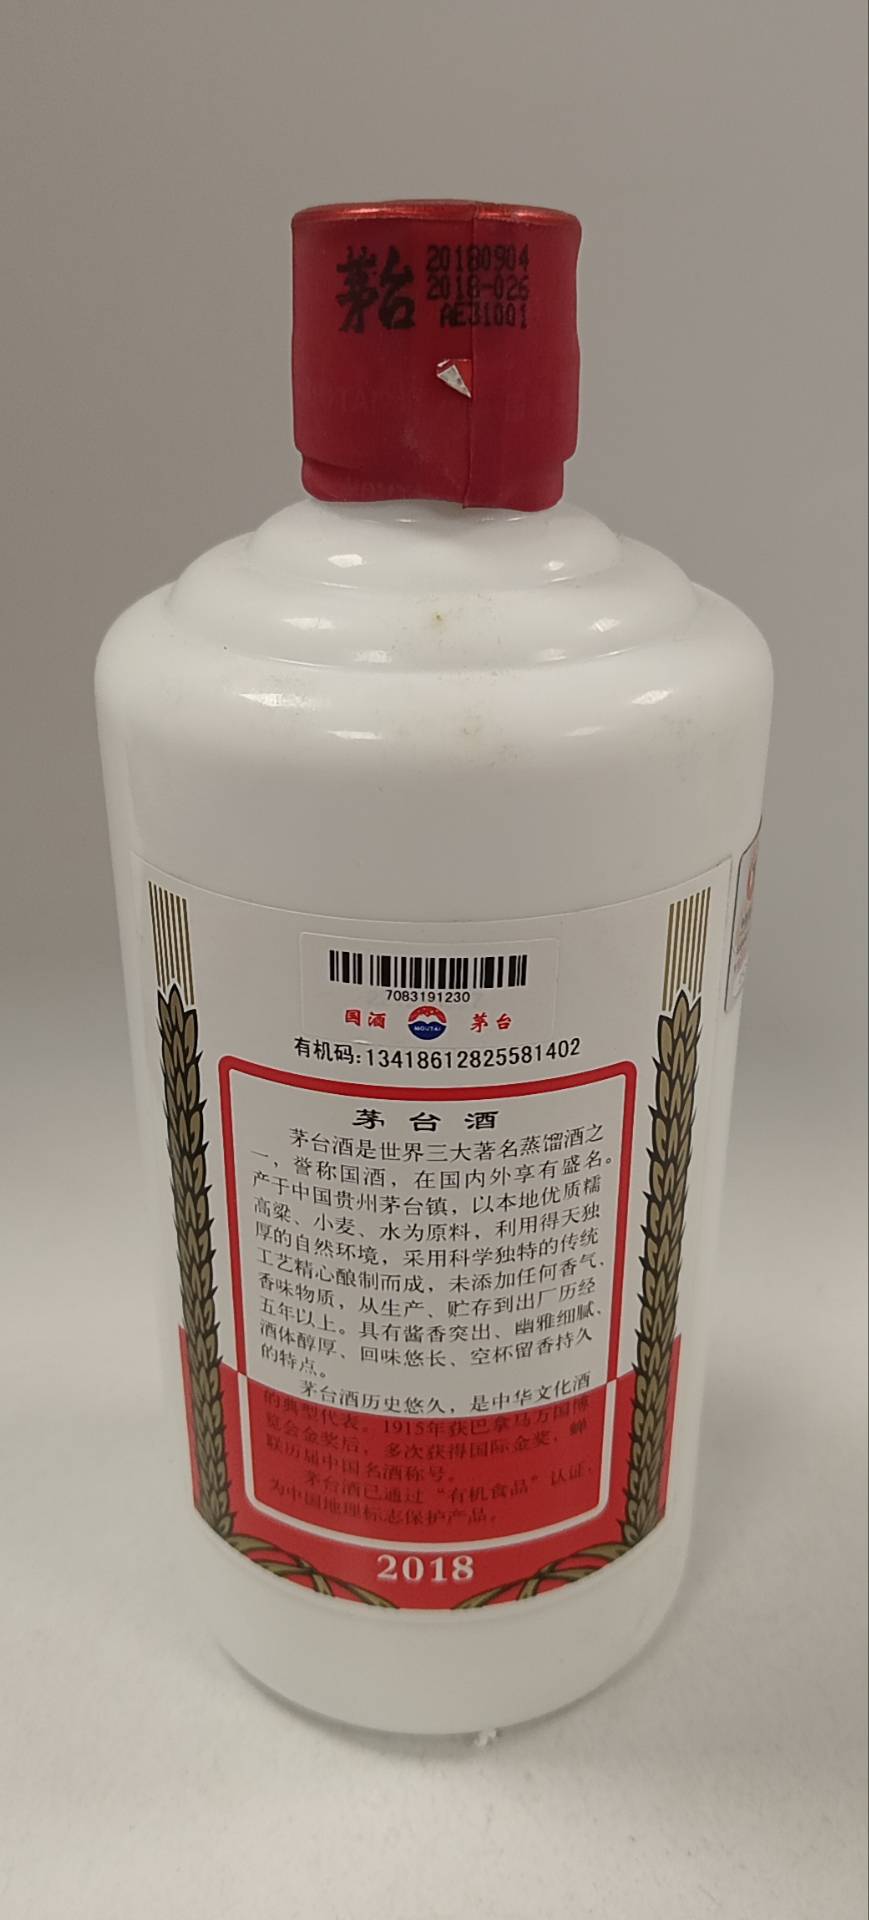 茅台
20180904
2018-026
AE31001
7083191230
国酒 MOUTAI 茅台
有机码:13418612825581402
茅台酒
茅台酒是世界三大著名蒸馏酒之
一，誉称国酒，在国内外享有盛名。
产于中国贵州茅台镇，以本地优质糯
高粱、小麦、水为原料，利用得天独
厚的自然环境，采用科学独特的传统
工艺精心酿制而成，未添加任何香气、
香味物质，从生产、贮存到出厂历经
五年以上。具有酱香突出、幽雅细腻、
酒体醇厚、回味悠长、空杯留香持久
的特点。
茅台酒历史悠久，是中华文化酒
的典型代表。1915年获巴拿马万国博
览会金奖后，多次获得国际金奖，蝉
联历届中国名酒称号。
茅台酒已通过“有机食品”认证，
为中国地理标志保护产品。
2018